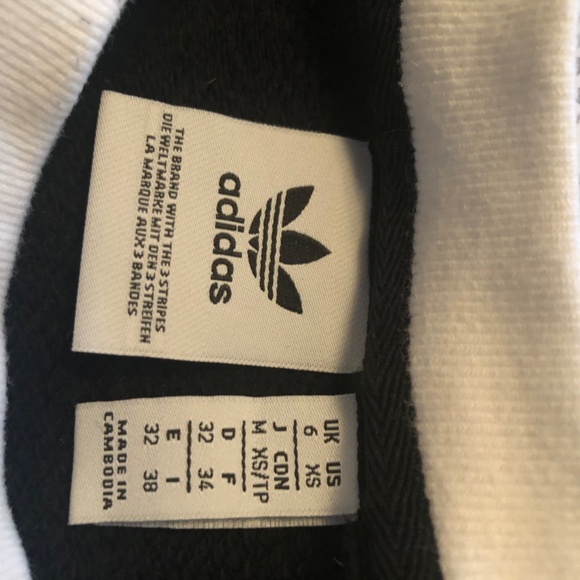 adidas
THE BRAND WITH THE 3 STRIPES
DIE WELTMARKE MIT DEN 3 STREIFEN
LA MARQUE AUX 3 BANDES
UK US
6 XS
J CDN
M XS/TP
D F
32 34
E I
32 38
MADE IN
CAMBODIA